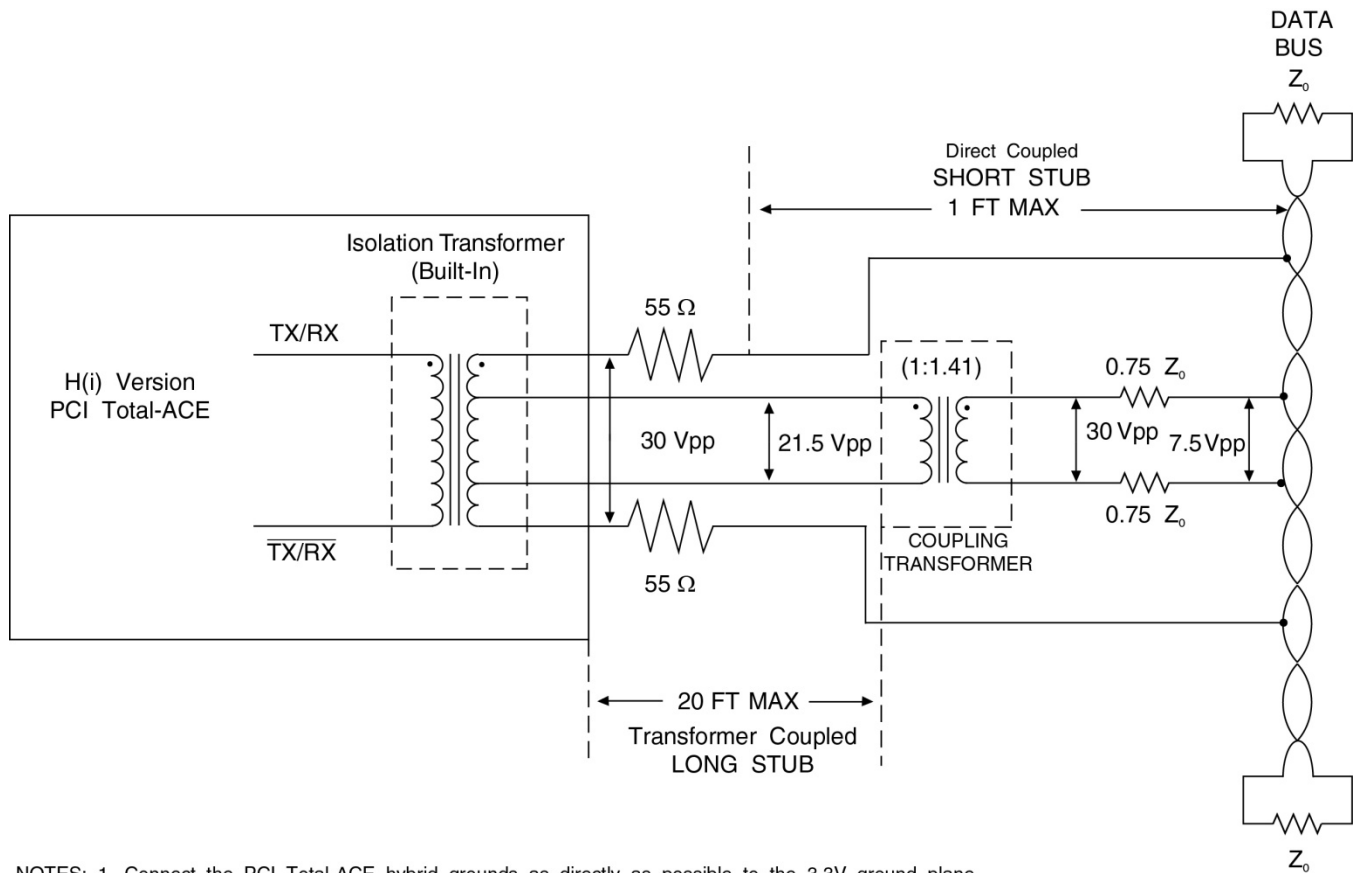 DATA
BUS
Z₀
Direct Coupled
SHORT STUB
1 FT MAX
Isolation Transformer
(Built-In)
55 Ω
TX/RX
(1:1.41)
0.75 Z₀
H(i) Version
PCI Total-ACE
30 Vpp
21.5 Vpp
30 Vpp
7.5 Vpp
0.75 Z₀
TX/RX
COUPLING
TRANSFORMER
55 Ω
20 FT MAX
Transformer Coupled
LONG STUB
Z₀
NOTES: 1. Connect the PCI Total-ACE hybrid grounds as directly as possible to the 3.3V ground plane.